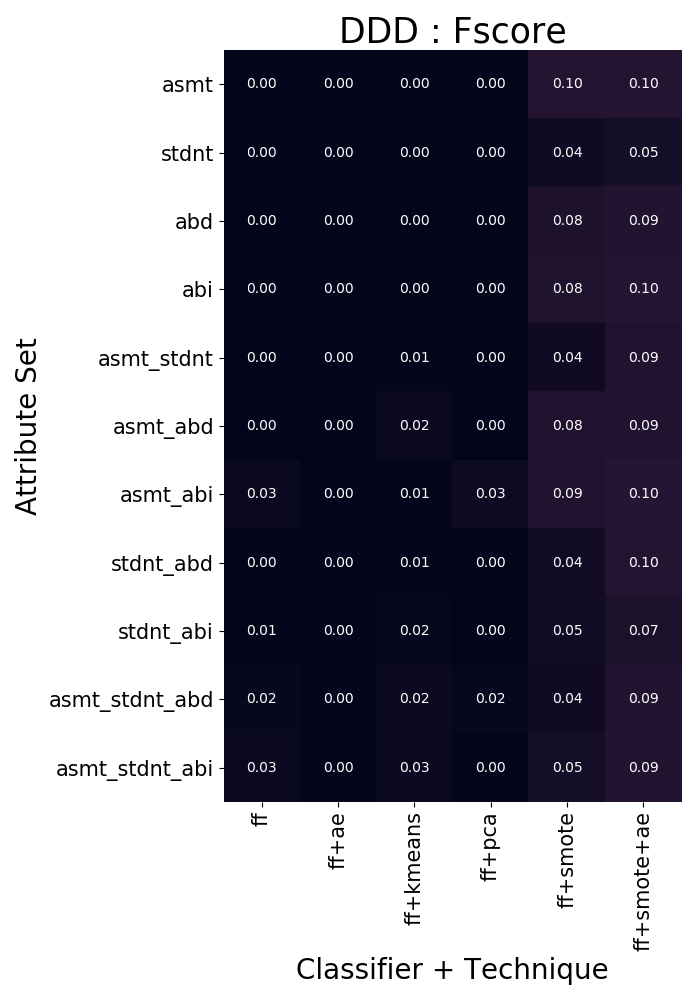 DDD : Fscore
asmt 0.00 0.00 0.00 0.00 0.10 0.10
stdnt 0.00 0.00 0.00 0.00 0.04 0.05
abd 0.00 0.00 0.00 0.00 0.08 0.09
abi 0.00 0.00 0.00 0.00 0.08 0.10
asmt_stdnt 0.00 0.00 0.01 0.00 0.04 0.09
asmt_abd 0.00 0.00 0.02 0.00 0.08 0.09
asmt_abi 0.03 0.00 0.01 0.03 0.09 0.10
stdnt_abd 0.00 0.00 0.01 0.00 0.04 0.10
stdnt_abi 0.01 0.00 0.02 0.00 0.05 0.07
asmt_stdnt_abd 0.02 0.00 0.02 0.02 0.04 0.09
asmt_stdnt_abi 0.03 0.00 0.03 0.00 0.05 0.09
Attribute Set
ff
ff+ae
ff+kmeans
ff+pca
ff+smote
ff+smote+ae
Classifier + Technique